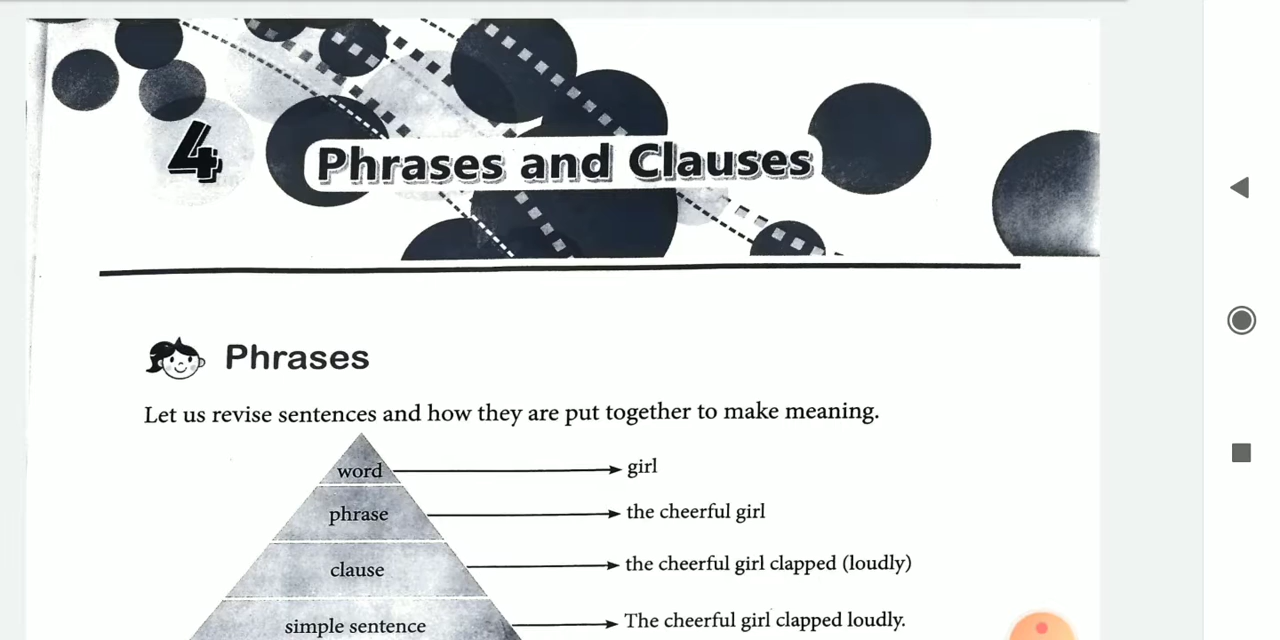 4
Phrases and Clauses
Phrases
Let us revise sentences and how they are put together to make meaning.
word girl
phrase the cheerful girl
clause the cheerful girl clapped (loudly)
simple sentence The cheerful girl clapped loudly.